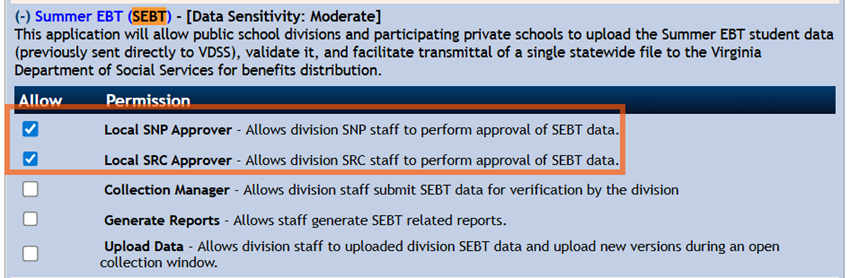 (-) Summer EBT (SEBT) - [Data Sensitivity: Moderate]
This application will allow public school divisions and participating private schools to upload the Summer EBT student data
(previously sent directly to VDSS), validate it, and facilitate transmittal of a single statewide file to the Virginia
Department of Social Services for benefits distribution.
Allow Permission
Local SNP Approver - Allows division SNP staff to perform approval of SEBT data.
Local SRC Approver - Allows division SRC staff to perform approval of SEBT data.
Collection Manager - Allows division staff submit SEBT data for verification by the division
Generate Reports - Allows staff generate SEBT related reports.
Upload Data - Allows division staff to uploaded division SEBT data and upload new versions during an open
collection window.